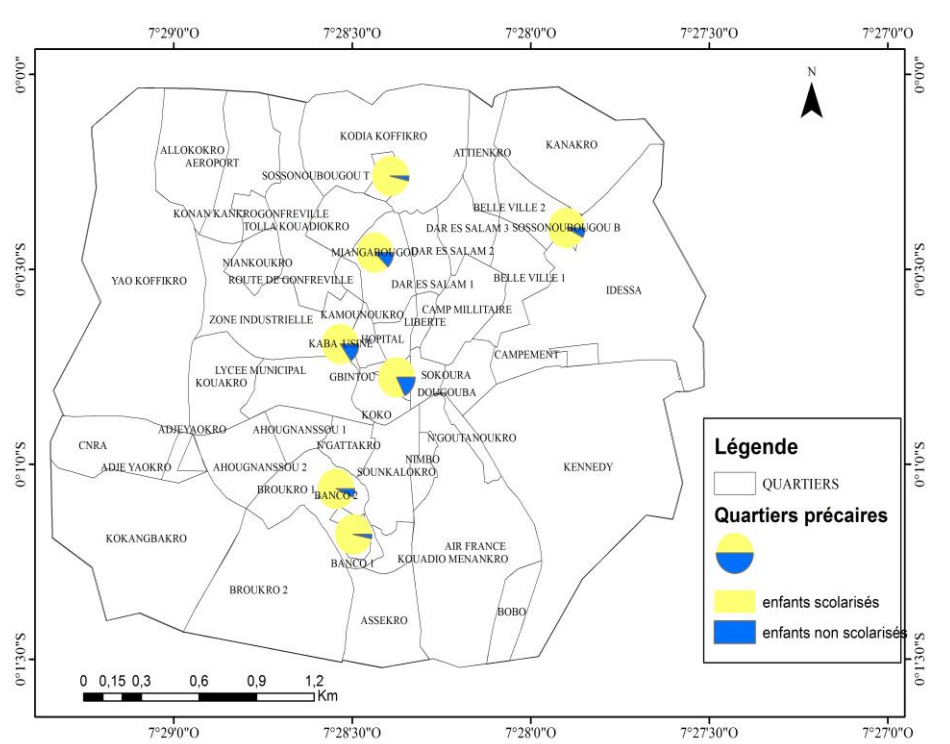 7°29'0"O 7°28'30"O 7°28'0"O 7°27'30"O 7°27'0"O
0°0'0" 0°0'0"
N
KODIA KOFFIKRO
ALLOKOKRO
KANAKRO
ATTIENKRO
AEROPORT
SOSSONOUBOUGOU T
BELLE VILLE 2
KONAN KANKROGONFREVILLE
TOLLA KOUADIOKRO
DAR ES SALAM 3 SOSSONOUBOUGOU B
MIANGABOUGOU DAR ES SALAM 2
NIANKOUKRO
0°0'30"S 0°0'30"S
YAO KOFFIKRO
ROUTE DE GONFREVILLE
DAR ES SALAM 1
BELLE VILLE 1
IDESSA
CAMP MILLITAIRE
ZONE INDUSTRIELLE
KAMOUNOUKRO
LIBERTE
KABA USINE
HOPITAL
CAMPEMENT
LYCEE MUNICIPAL
GBINTOU
SOKOURA
KOUAKRO
DOUGOUBA
KOKO
ADJEYAOKRO
AHOUGNANSSOU 1
CNRA
N'GATTAKRO
N'GOUTANOUKRO
NIMBO
ADJE YAOKRO
AHOUGNANSSOU 2
SOUNKALOKRO
KENNEDY
0°1'0"S 0°1'0"S
BROUKRO 1
BANCO 2
KOKANGBAKRO
AIR FRANCE
KOUADIO MENANKRO
BANCO 1
BROUKRO 2
ASSEKRO
BOBO
Légende
QUARTIERS
Quartiers précaires
enfants scolarisés
enfants non scolarisés
0°1'30"S 0°1'30"S
0 0,15 0,3 0,6 0,9 1,2
Km
7°29'0"O 7°28'30"O 7°28'0"O 7°27'30"O 7°27'0"O